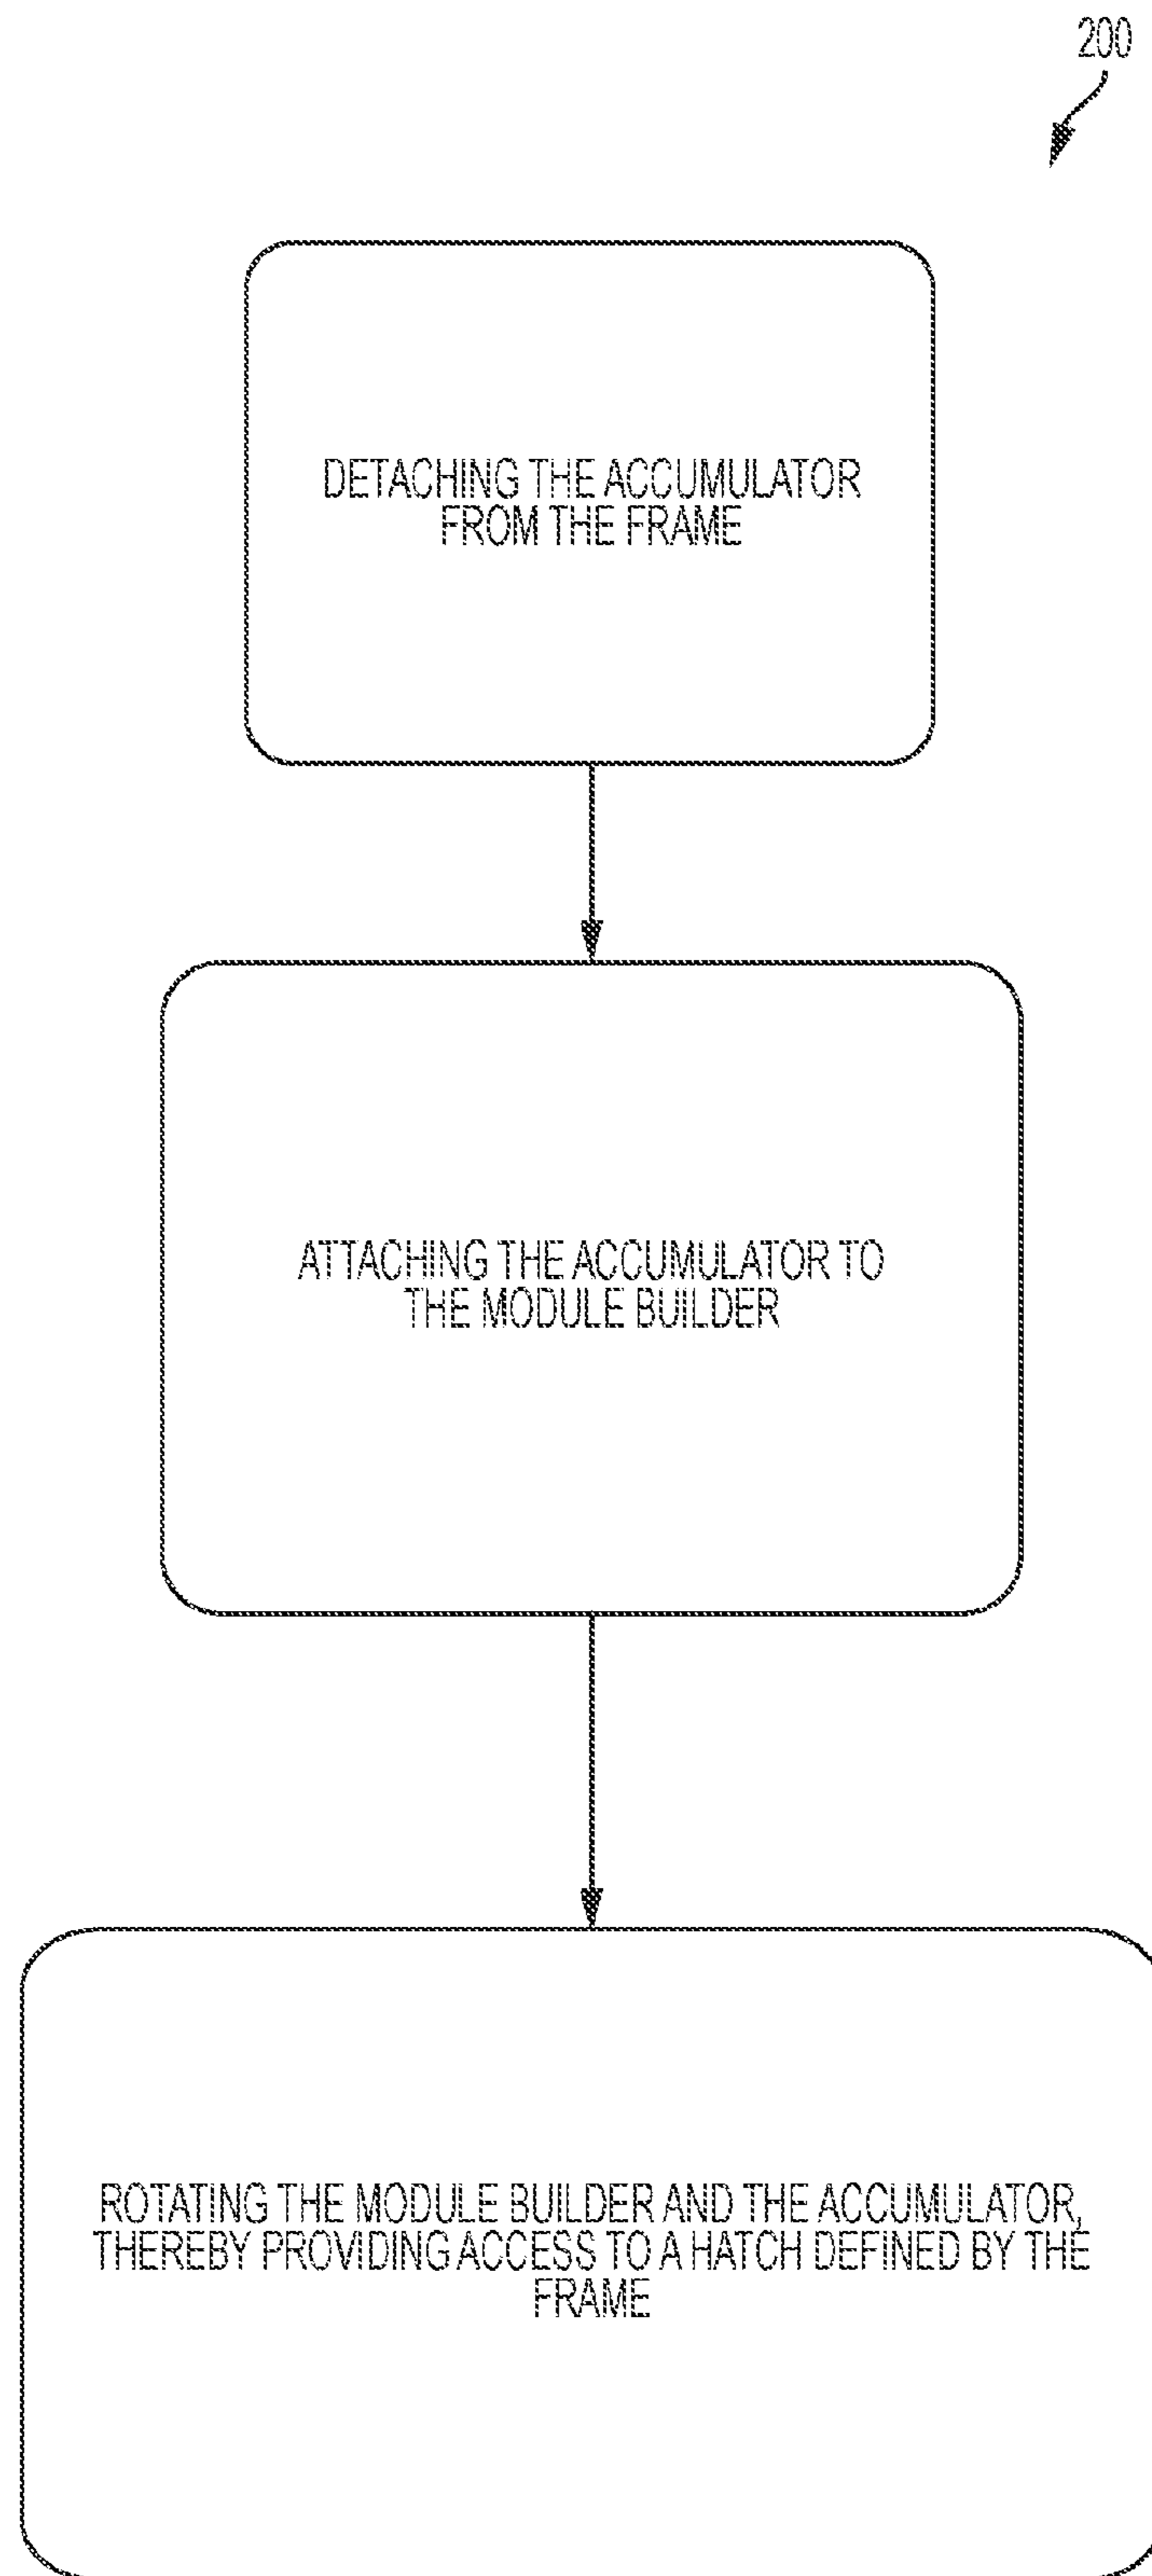 200
DETACHING THE ACCUMULATOR
FROM THE FRAME
ATTACHING THE ACCUMULATOR TO
THE MODULE BUILDER
ROTATING THE MODULE BUILDER AND THE ACCUMULATOR,
THEREBY PROVIDING ACCESS TO A HATCH DEFINED BY THE
FRAME